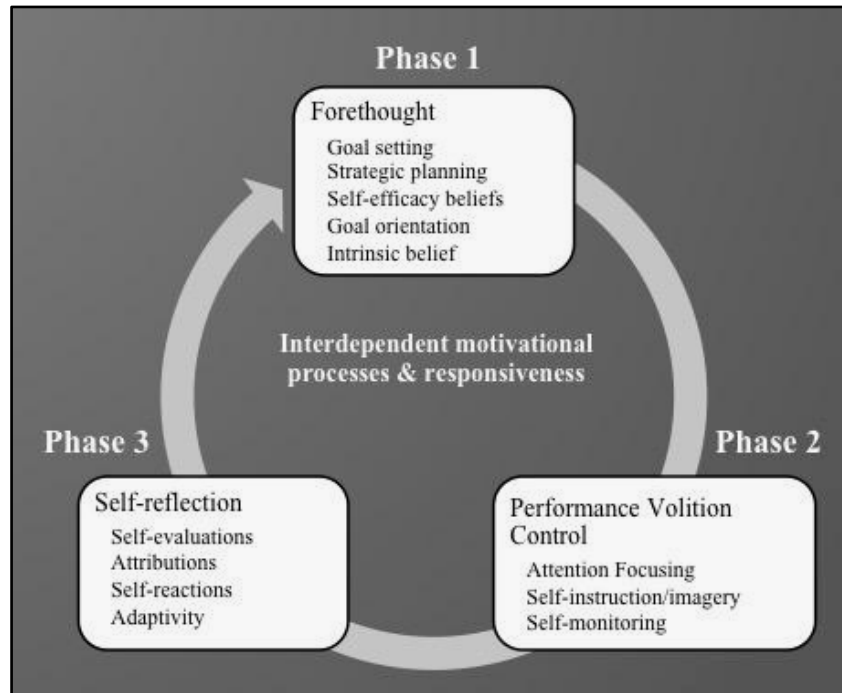 Phase 1
Forethought
Goal setting
Strategic planning
Self-efficacy beliefs
Goal orientation
Intrinsic belief
Interdependent motivational
processes & responsiveness
Phase 3
Self-reflection
Self-evaluations
Attributions
Self-reactions
Adaptivity
Phase 2
Performance Volition
Control
Attention Focusing
Self-instruction/imagery
Self-monitoring